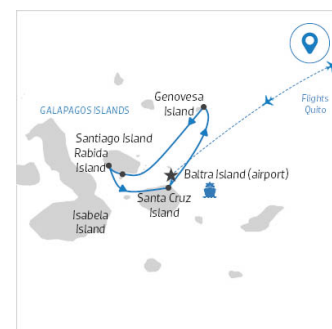 Genovesa
Island
GALAPAGOS ISLANDS
Flights
Quito
Santiago Island
Rabida
Island
Baltra Island (airport)
Santa Cruz
Island
Isabela
Island